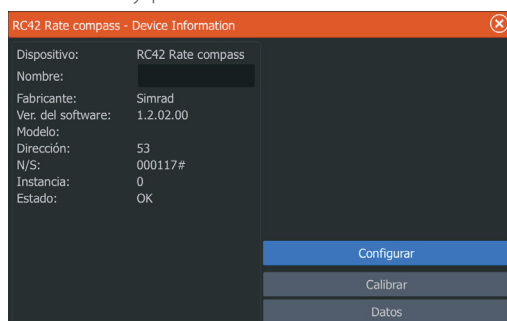 RC42 Rate compass - Device Information
Dispositivo: RC42 Rate compass
Nombre:
Fabricante: Simrad
Ver. del software: 1.2.02.00
Modelo:
Dirección: 53
N/S: 000117#
Instancia: 0
Estado: OK
Configurar
Calibrar
Datos